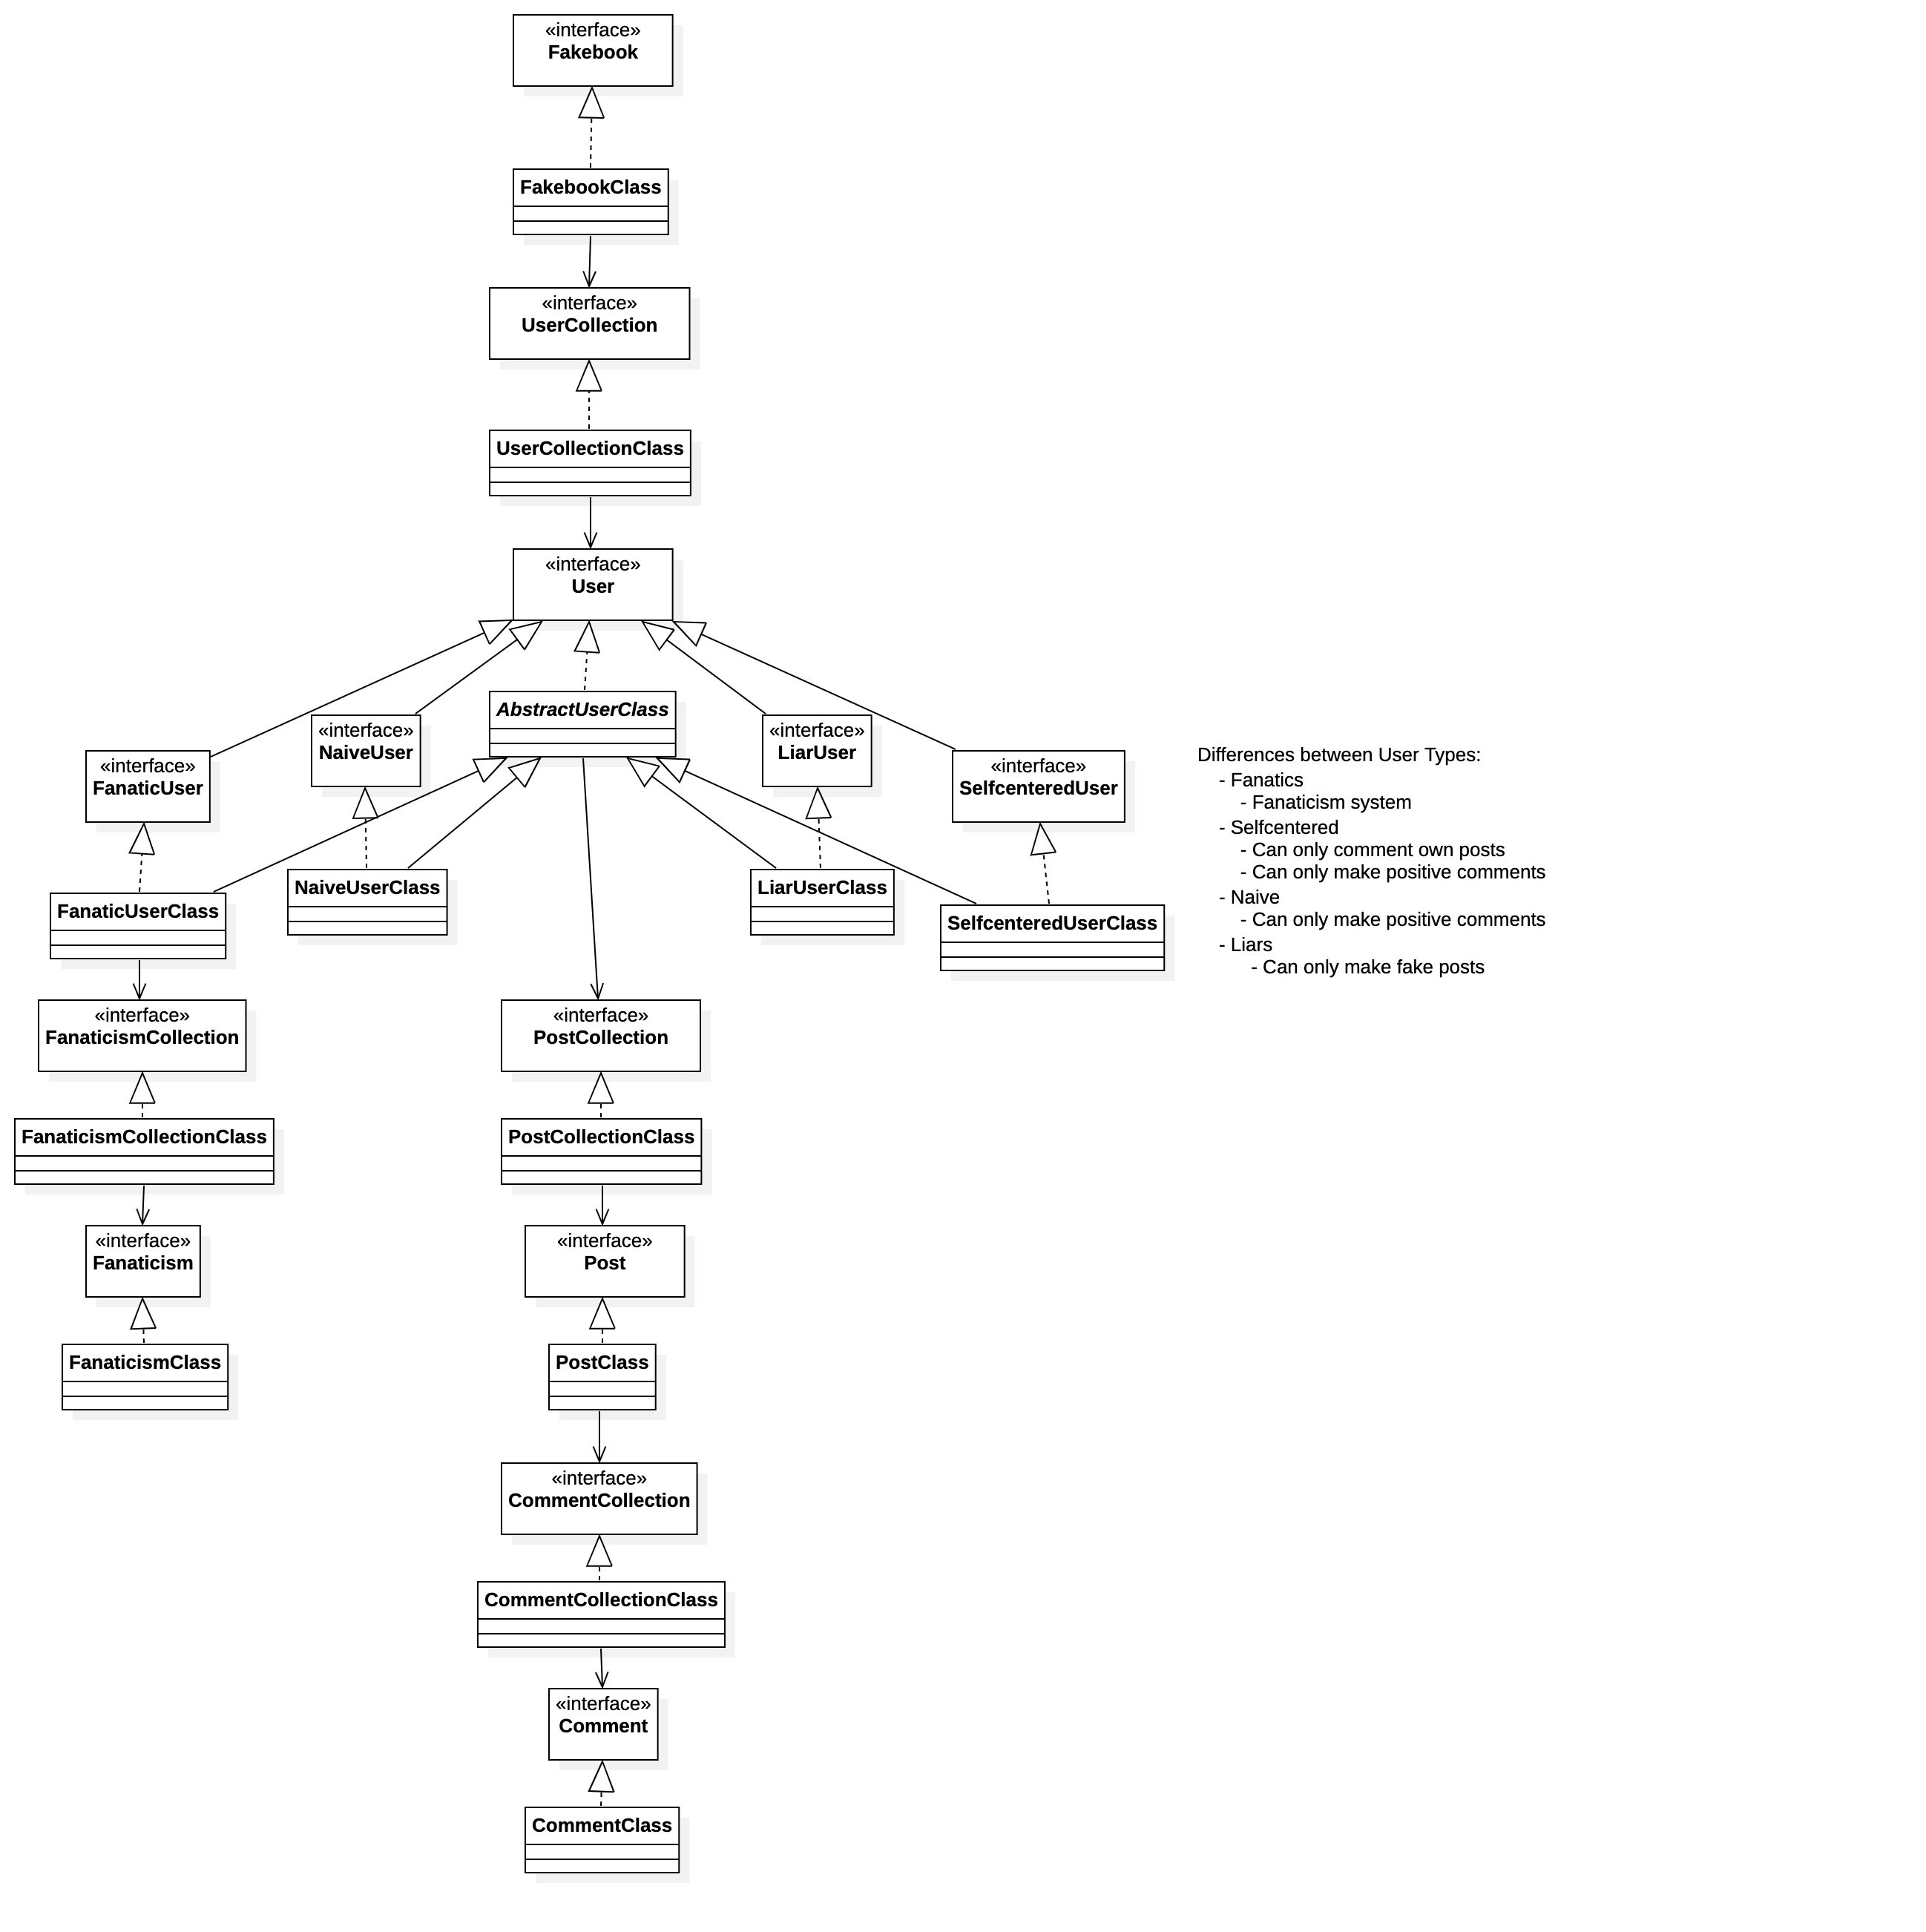 «interface»
Fakebook
FakebookClass
«interface»
UserCollection
UserCollectionClass
«interface»
User
AbstractUserClass
«interface»
NaiveUser
«interface»
LiarUser
«interface»
FanaticUser
«interface»
SelfcenteredUser
Differences between User Types:
- Fanatics
- Fanaticism system
- Selfcentered
- Can only comment own posts
- Can only make positive comments
- Naive
- Can only make positive comments
- Liars
- Can only make fake posts
NaiveUserClass
LiarUserClass
FanaticUserClass
SelfcenteredUserClass
«interface»
FanaticismCollection
«interface»
PostCollection
FanaticismCollectionClass
PostCollectionClass
«interface»
Fanaticism
«interface»
Post
FanaticismClass
PostClass
«interface»
CommentCollection
CommentCollectionClass
«interface»
Comment
CommentClass